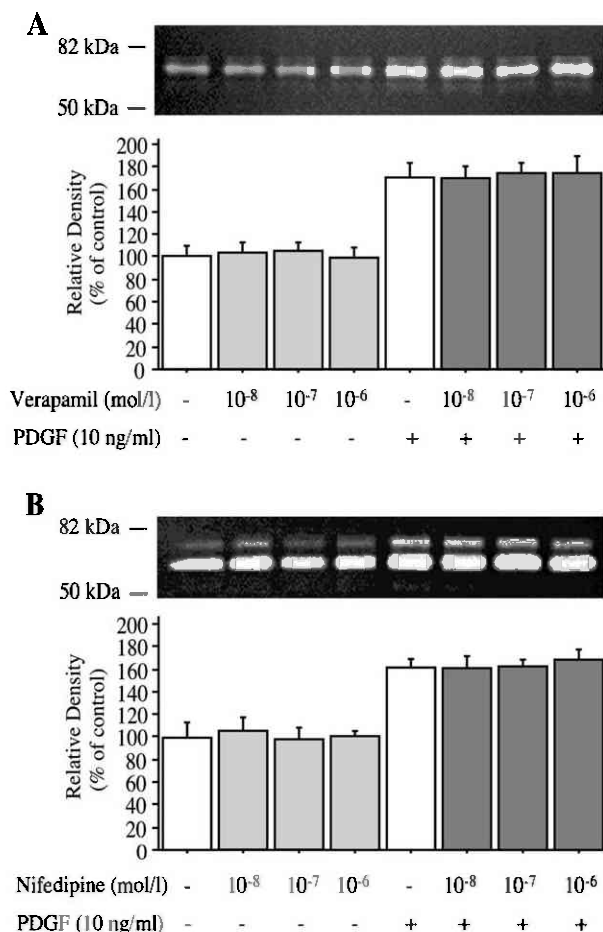 A
82 kDa —
50 kDa —
Relative Density
(% of control)
200
180
160
140
120
100
80
60
40
20
0
Verapamil (mol/l) - 10⁻⁸ 10⁻⁷ 10⁻⁶ - 10⁻⁸ 10⁻⁷ 10⁻⁶
PDGF (10 ng/ml) - - - - + + + +
B
82 kDa —
50 kDa —
Relative Density
(% of control)
200
180
160
140
120
100
80
60
40
20
0
Nifedipine (mol/l) - 10⁻⁸ 10⁻⁷ 10⁻⁶ - 10⁻⁸ 10⁻⁷ 10⁻⁶
PDGF (10 ng/ml) - - - - + + + +